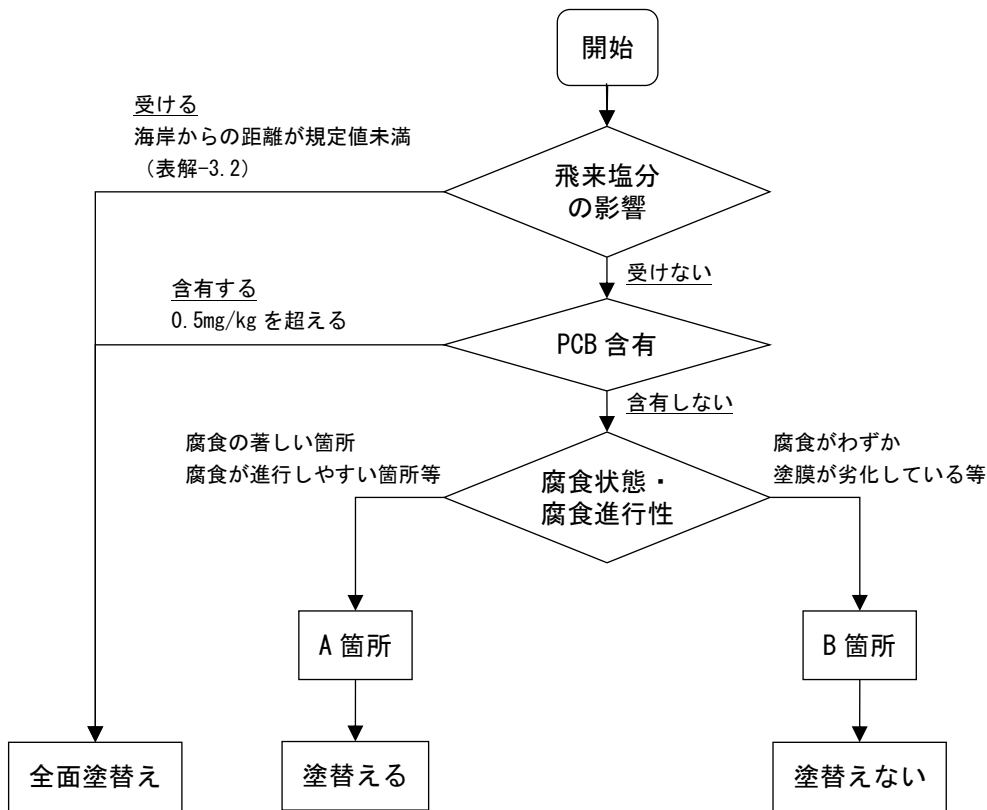 開始
受ける
海岸からの距離が規定値未満
（表解-3.2）
飛来塩分
の影響
受けない
含有する
0.5mg/kg を超える
PCB 含有
含有しない
腐食の著しい箇所
腐食が進行しやすい箇所等
腐食がわずか
塗膜が劣化している等
腐食状態・
腐食進行性
A 箇所
B 箇所
全面塗替え
塗替える
塗替えない